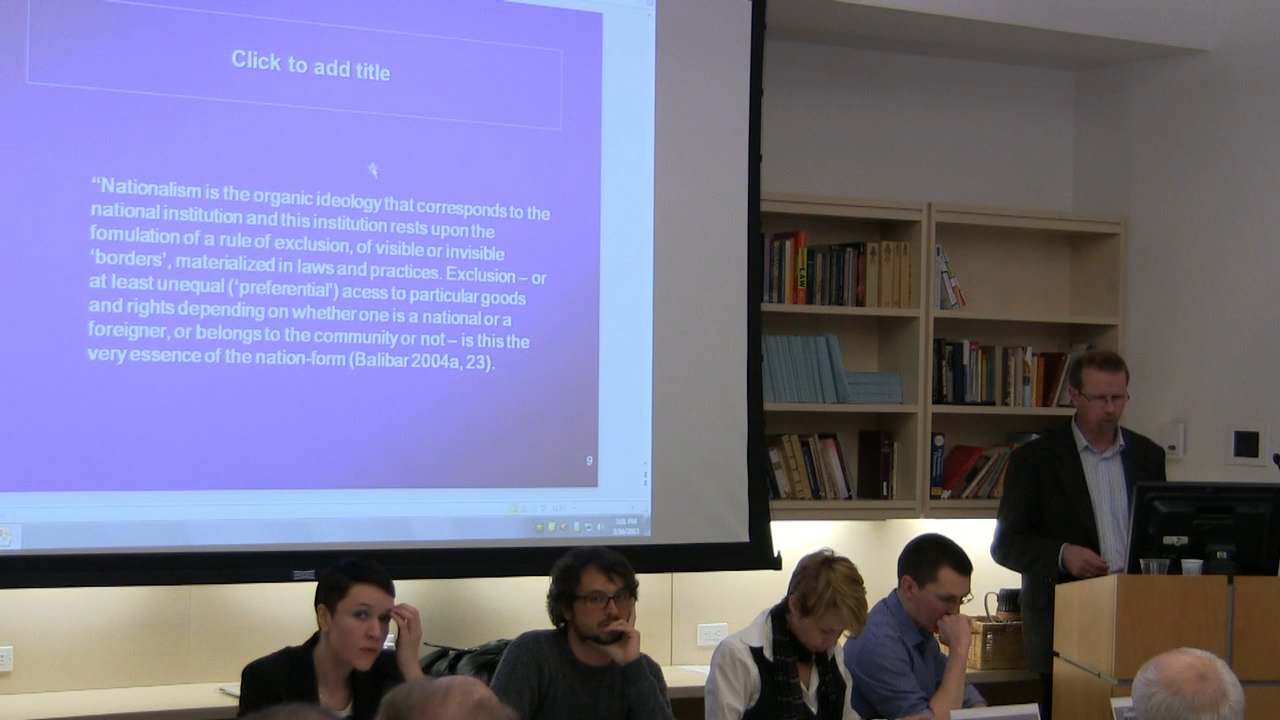 Click to add title
“Nationalism is the organic ideology that corresponds to the
national institution and this institution rests upon the
fomulation of a rule of exclusion, of visible or invisible
‘borders’, materialized in laws and practices. Exclusion – or
at least unequal (‘preferential’) acess to particular goods
and rights depending on whether one is a national or a
foreigner, or belongs to the community or not – is this the
very essence of the nation-form (Balibar 2004a, 23).
9
LAW